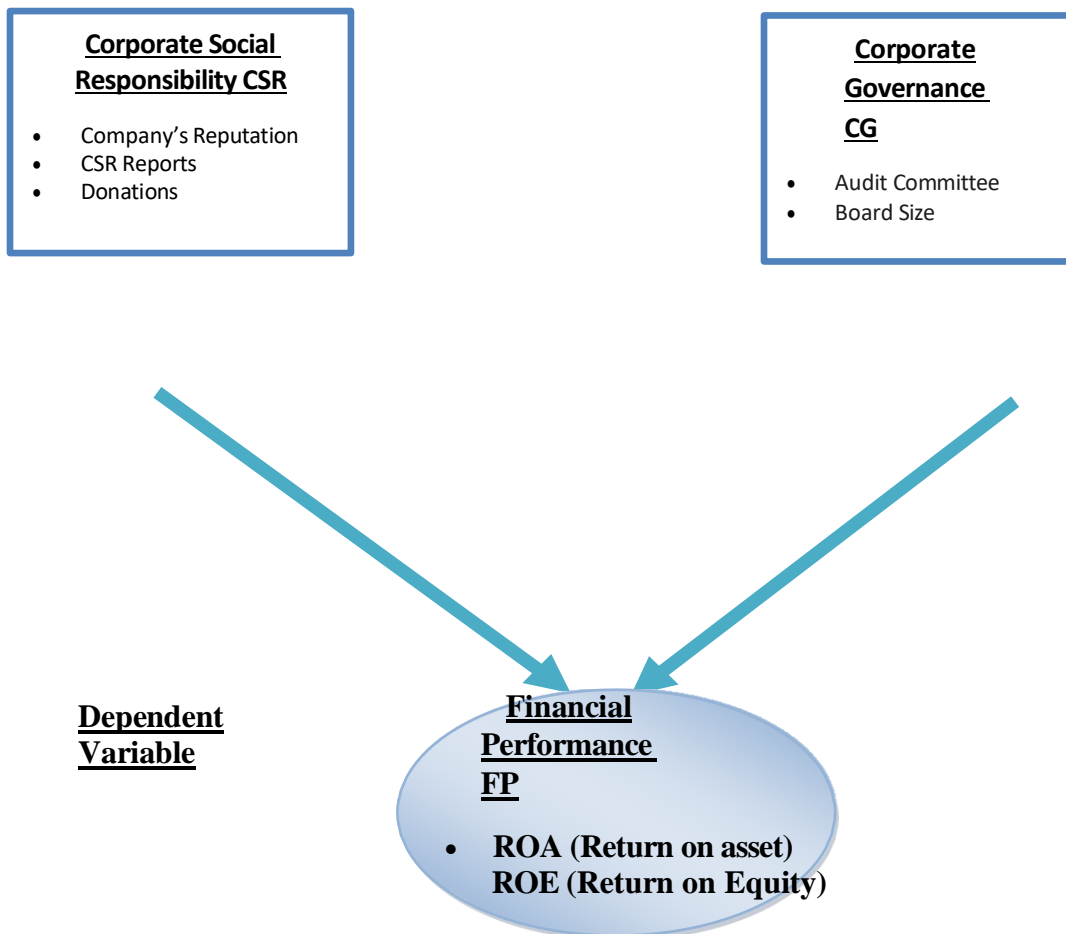 Corporate Social
Responsibility CSR
• Company’s Reputation
• CSR Reports
• Donations
Corporate
Governance
CG
• Audit Committee
• Board Size
Dependent
Variable
Financial
Performance
FP
• ROA (Return on asset)
ROE (Return on Equity)